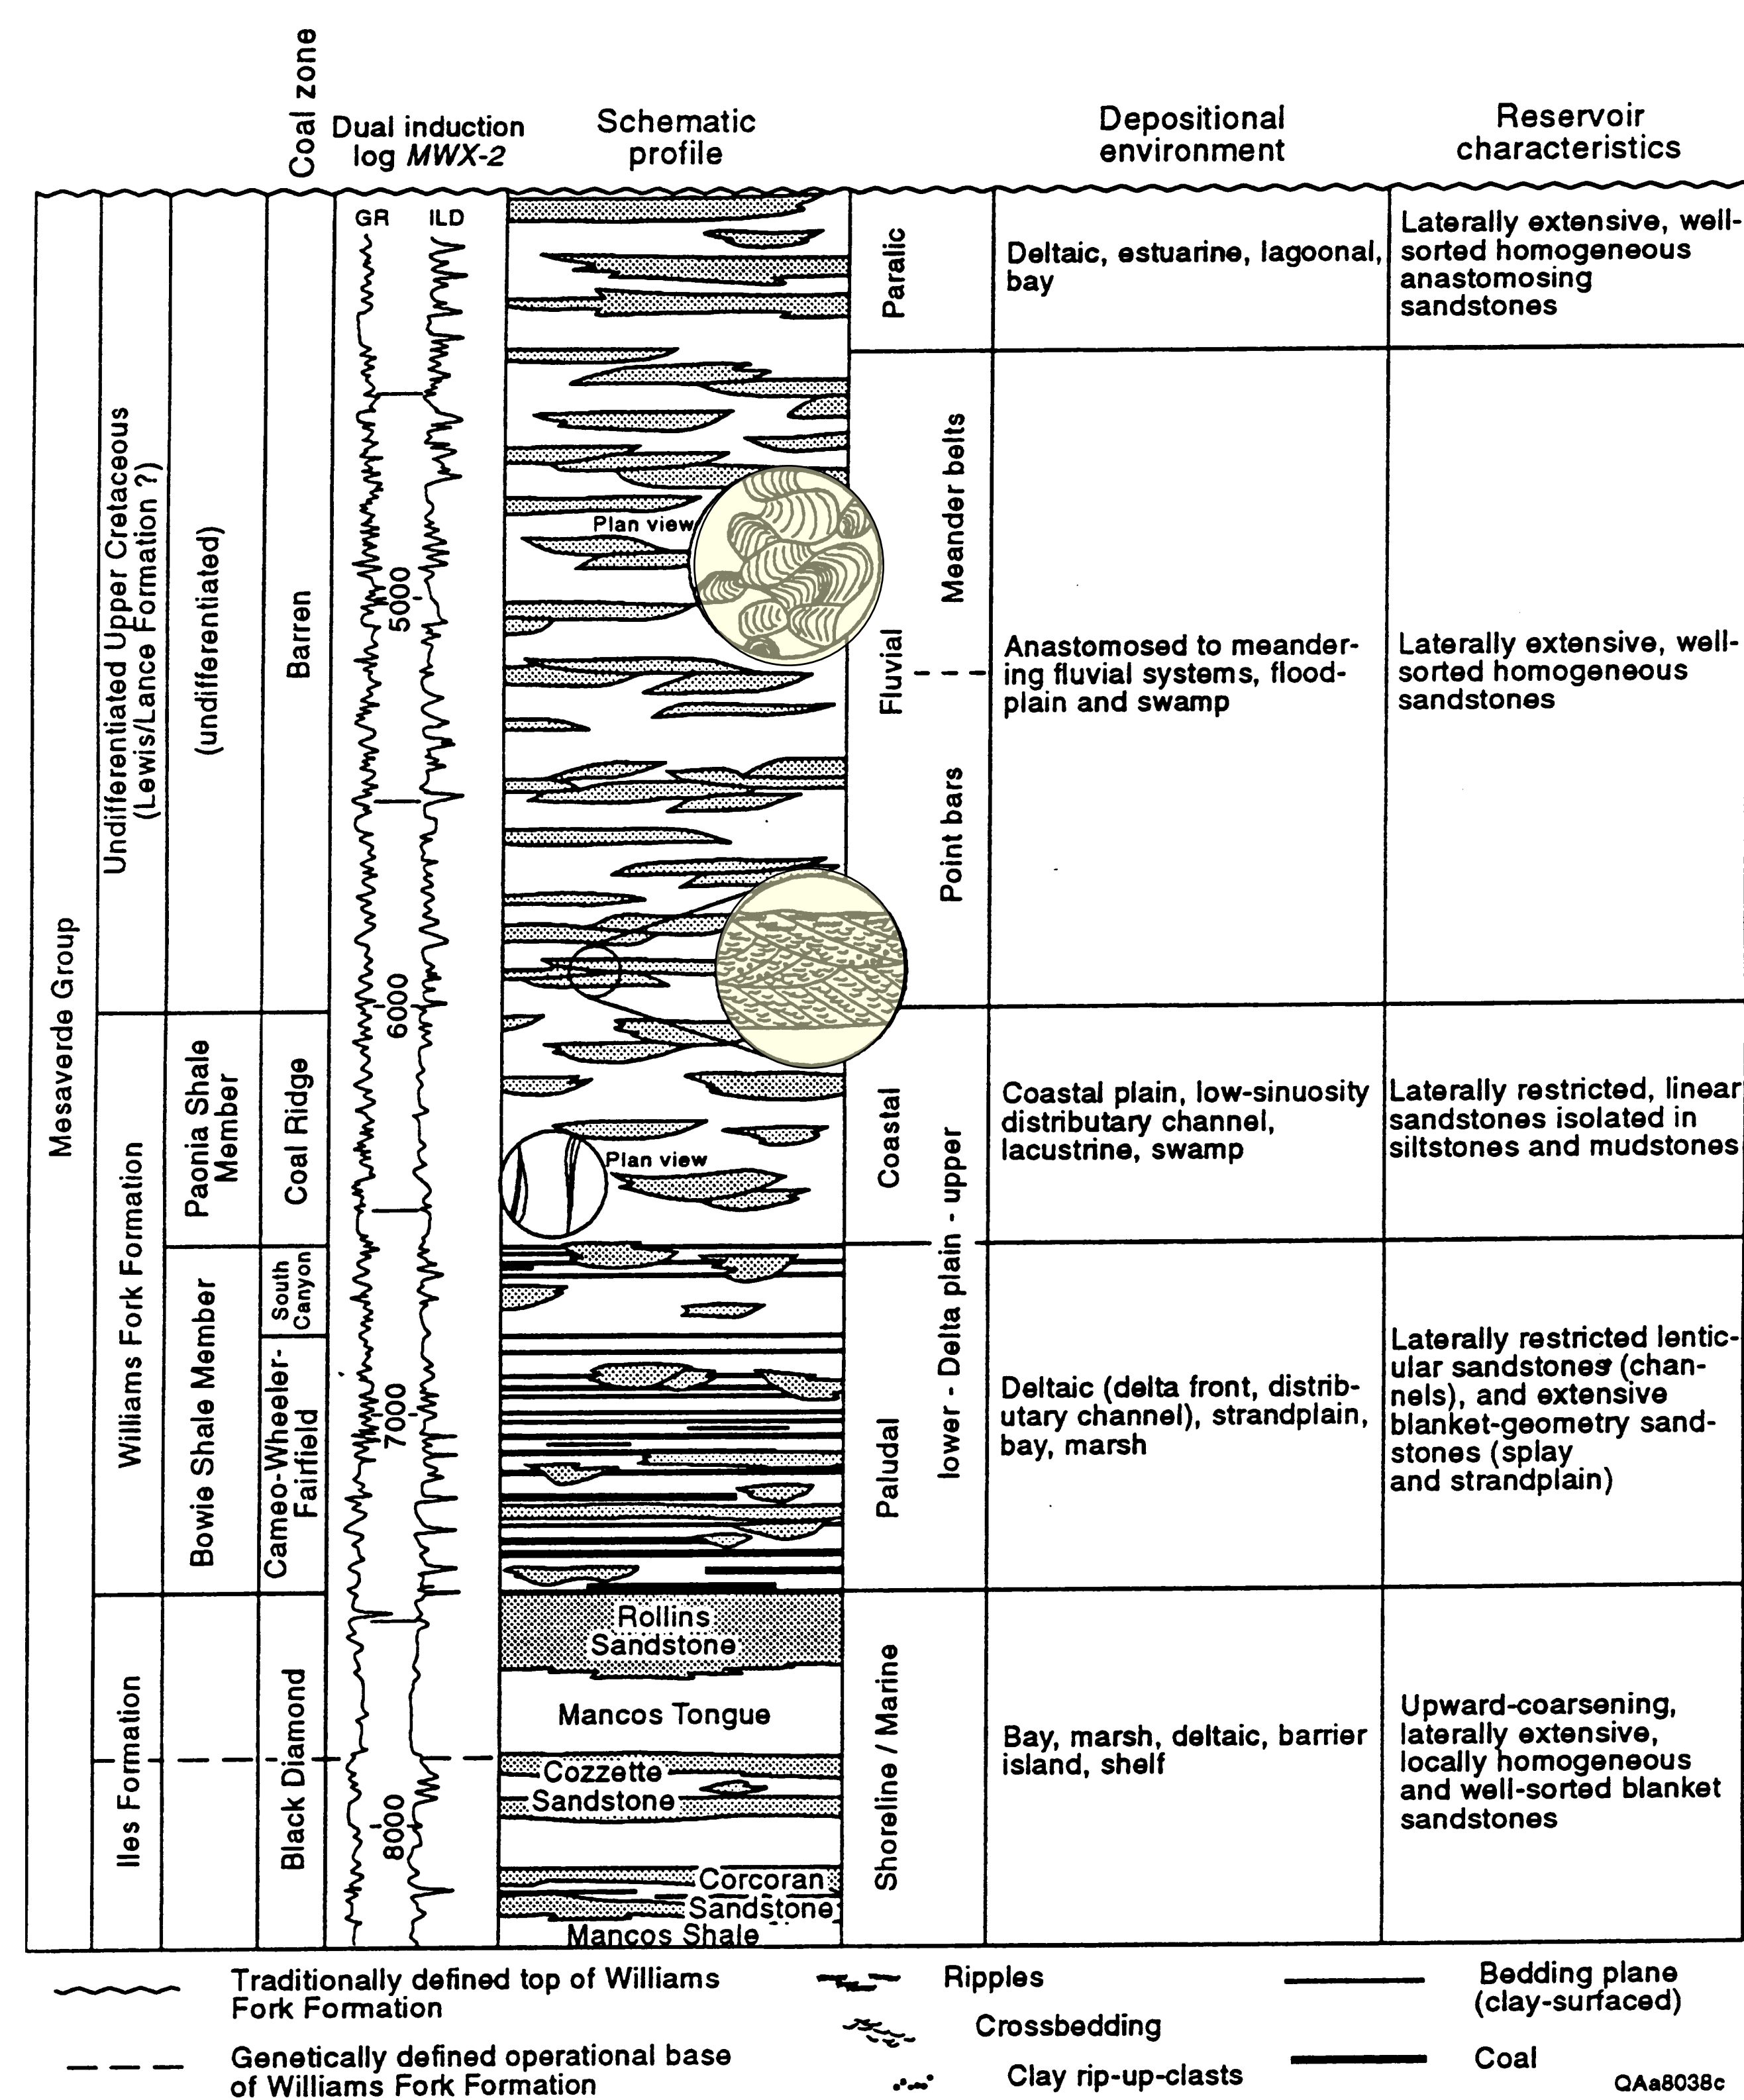 Coal zone
Dual induction
log MWX-2
Schematic
profile
Depositional
environment
Reservoir
characteristics
GR
ILD
Mesaverde Group
Undifferentiated Upper Cretaceous
(Lewis/Lance Formation ?)
(undifferentiated)
Barren
5000
Plan view
Paralic
Deltaic, estuarine, lagoonal,
bay
Laterally extensive, well-
sorted homogeneous
anastomosing
sandstones
Fluvial
Meander belts
Point bars
Anastomosed to meander-
ing fluvial systems, flood-
plain and swamp
Laterally extensive, well-
sorted homogeneous
sandstones
6000
Williams Fork Formation
Paonia Shale
Member
Coal Ridge
Plan view
Coastal
lower - Delta plain - upper
Coastal plain, low-sinuosity
distributary channel,
lacustrine, swamp
Laterally restricted, linear
sandstones isolated in
siltstones and mudstones
Bowie Shale Member
South
Canyon
Cameo-Wheeler-
Fairfield
7000
Paludal
Deltaic (delta front, distrib-
utary channel), strandplain,
bay, marsh
Laterally restricted lentic-
ular sandstones (chan-
nels), and extensive
blanket-geometry sand-
stones (splay
and strandplain)
Iles Formation
Black Diamond
8000
Rollins
Sandstone
Mancos Tongue
Cozzette
Sandstone
Corcoran
Sandstone
Mancos Shale
Shoreline / Marine
Bay, marsh, deltaic, barrier
island, shelf
Upward-coarsening,
laterally extensive,
locally homogeneous
and well-sorted blanket
sandstones
Traditionally defined top of Williams
Fork Formation
Genetically defined operational base
of Williams Fork Formation
Ripples
Crossbedding
Clay rip-up-clasts
Bedding plane
(clay-surfaced)
Coal
QAa8038c